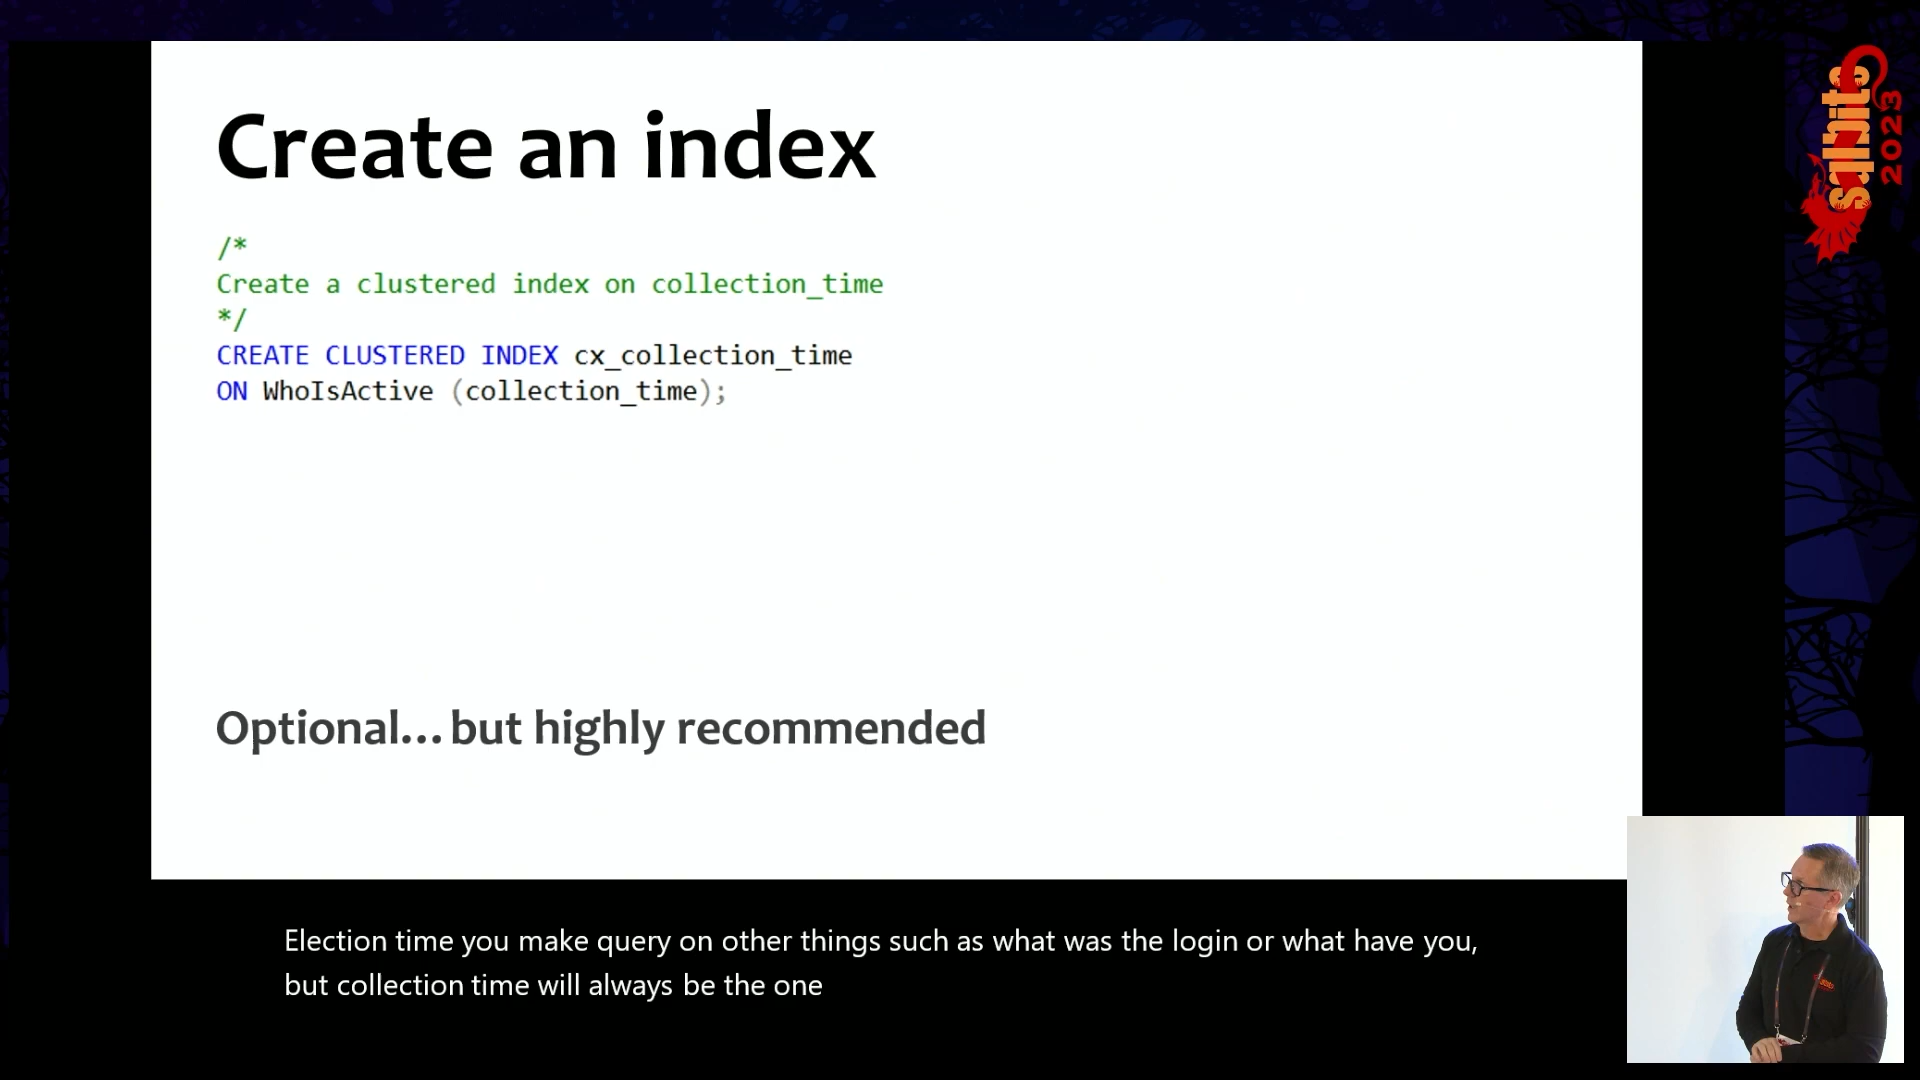 Create an index
/*
Create a clustered index on collection_time
*/
CREATE CLUSTERED INDEX cx_collection_time
ON WhoIsActive (collection_time);
Optional...but highly recommended
Election time you make query on other things such as what was the login or what have you,
but collection time will always be the one
sqlbits
2023